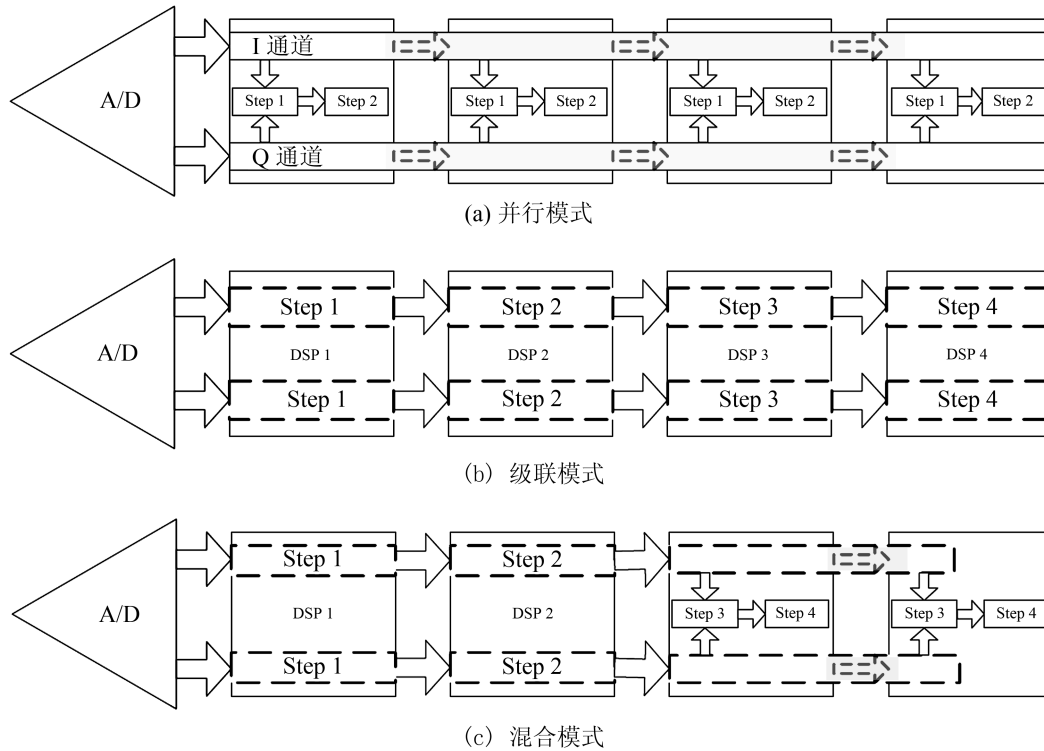 I 通道
A/D
Step 1 Step 2 Step 1 Step 2 Step 1 Step 2 Step 1 Step 2
Q 通道
(a) 并行模式
Step 1 Step 2 Step 3 Step 4
A/D DSP 1 DSP 2 DSP 3 DSP 4
Step 1 Step 2 Step 3 Step 4
(b) 级联模式
Step 1 Step 2
A/D DSP 1 DSP 2 Step 3 Step 4 Step 3 Step 4
Step 1 Step 2
(c) 混合模式